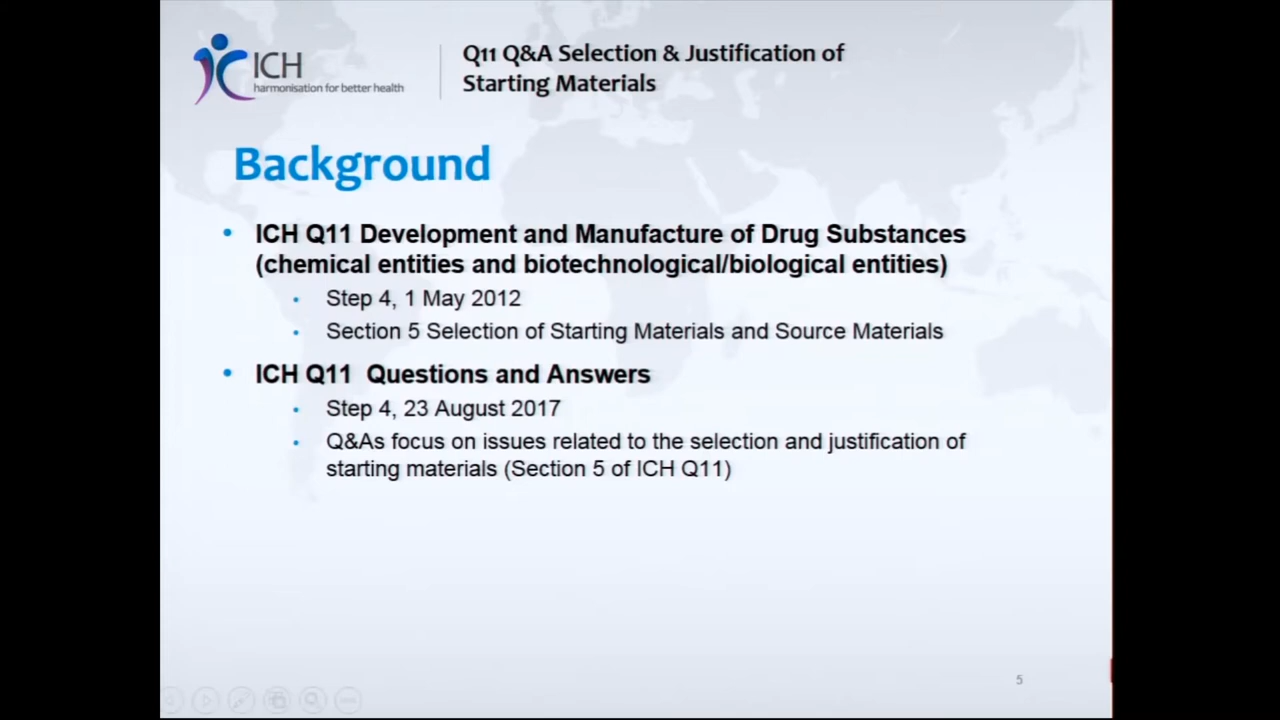 ICH
harmonisation for better health
Q11 Q&A Selection & Justification of
Starting Materials
Background
• ICH Q11 Development and Manufacture of Drug Substances
(chemical entities and biotechnological/biological entities)
• Step 4, 1 May 2012
• Section 5 Selection of Starting Materials and Source Materials
• ICH Q11 Questions and Answers
• Step 4, 23 August 2017
• Q&As focus on issues related to the selection and justification of
starting materials (Section 5 of ICH Q11)
5